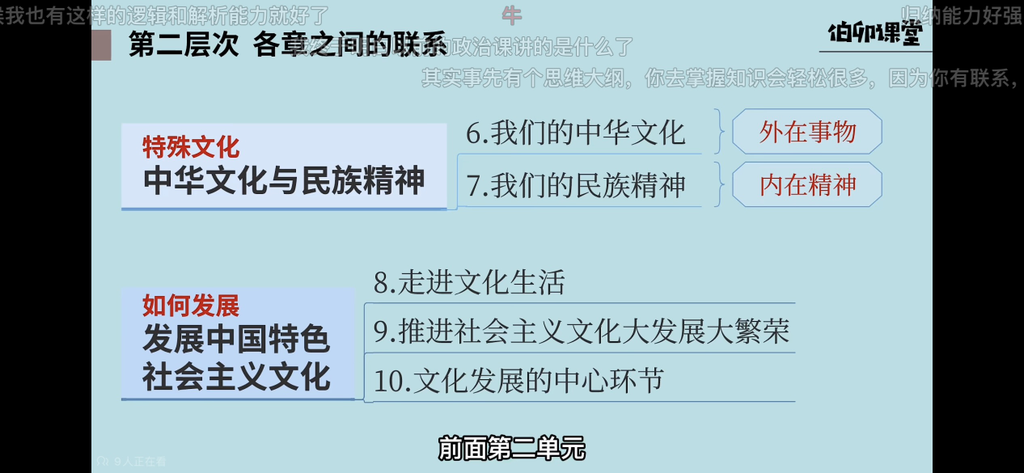 候我也有这样的逻辑和解析能力就好了
牛
归纳能力好强
第二层次 各章之间的联系
的政治课讲的是什么了
伯卯课堂
其实事先有个思维大纲，你去掌握知识会轻松很多，因为你有联系，
特殊文化
中华文化与民族精神
6.我们的中华文化
外在事物
7.我们的民族精神
内在精神
如何发展
发展中国特色
社会主义文化
8.走进文化生活
9.推进社会主义文化大发展大繁荣
10.文化发展的中心环节
前面第二单元
9人正在看